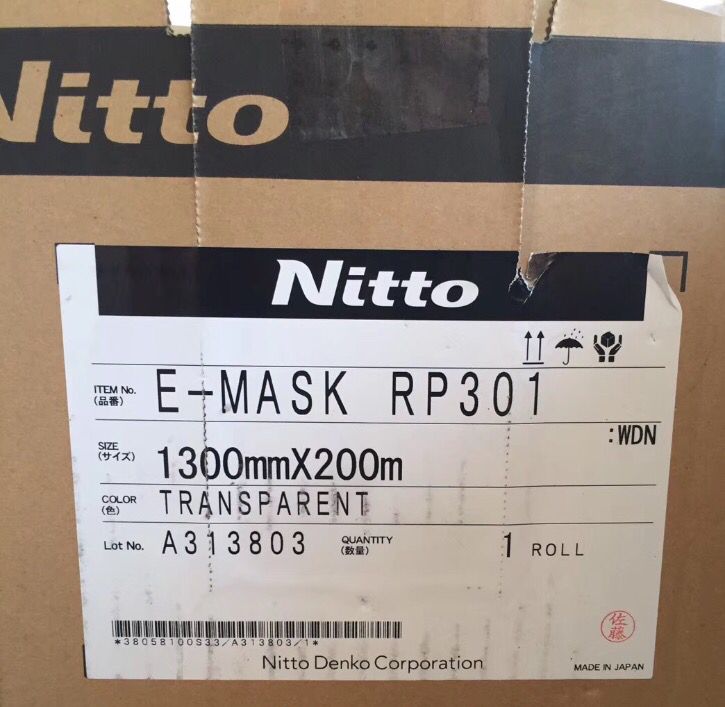 Nitto
Nitto
ITEM No. E-MASK RP301
(品番)
:WDN
SIZE 1300mmX200m
(サイズ)
COLOR TRANSPARENT
(色)
Lot No. A313803 QUANTITY 1 ROLL
(数量)
*38058100S33/A313803/1*
佐藤
Nitto Denko Corporation
MADE IN JAPAN